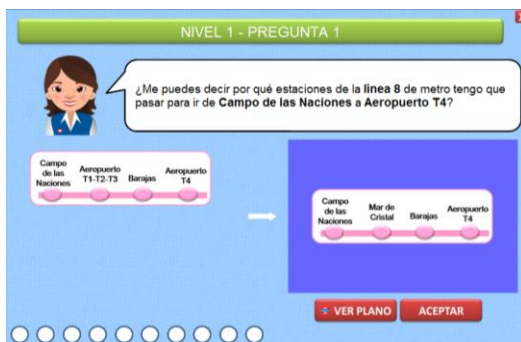 NIVEL 1 - PREGUNTA 1
¿Me puedes decir por qué estaciones de la línea 8 de metro tengo que
pasar para ir de Campo de las Naciones a Aeropuerto T4?
Campo
de las
Naciones
Aeropuerto
T1-T2-T3
Barajas
Aeropuerto
T4
Campo
de las
Naciones
Mar de
Cristal
Barajas
Aeropuerto
T4
VER PLANO
ACEPTAR